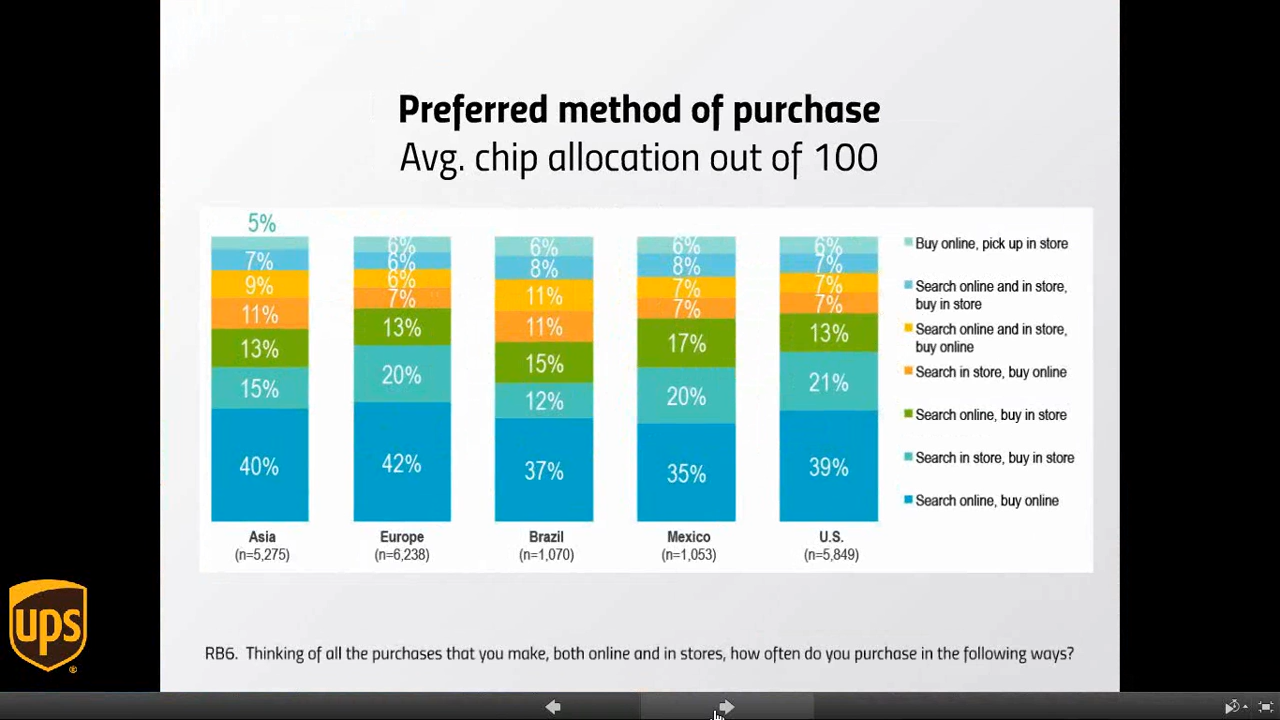 Preferred method of purchase
Avg. chip allocation out of 100
5%
7%
9%
11%
13%
15%
40%
6%
6%
6%
7%
13%
20%
42%
6%
8%
11%
11%
15%
12%
37%
6%
8%
7%
7%
17%
20%
35%
6%
7%
7%
7%
13%
21%
39%
Buy online, pick up in store
Search online and in store,
buy in store
Search online and in store,
buy online
Search in store, buy online
Search online, buy in store
Search in store, buy in store
Search online, buy online
Asia
(n=5,275)
Europe
(n=6,238)
Brazil
(n=1,070)
Mexico
(n=1,053)
U.S.
(n=5,849)
ups
®
RB6. Thinking of all the purchases that you make, both online and in stores, how often do you purchase in the following ways?